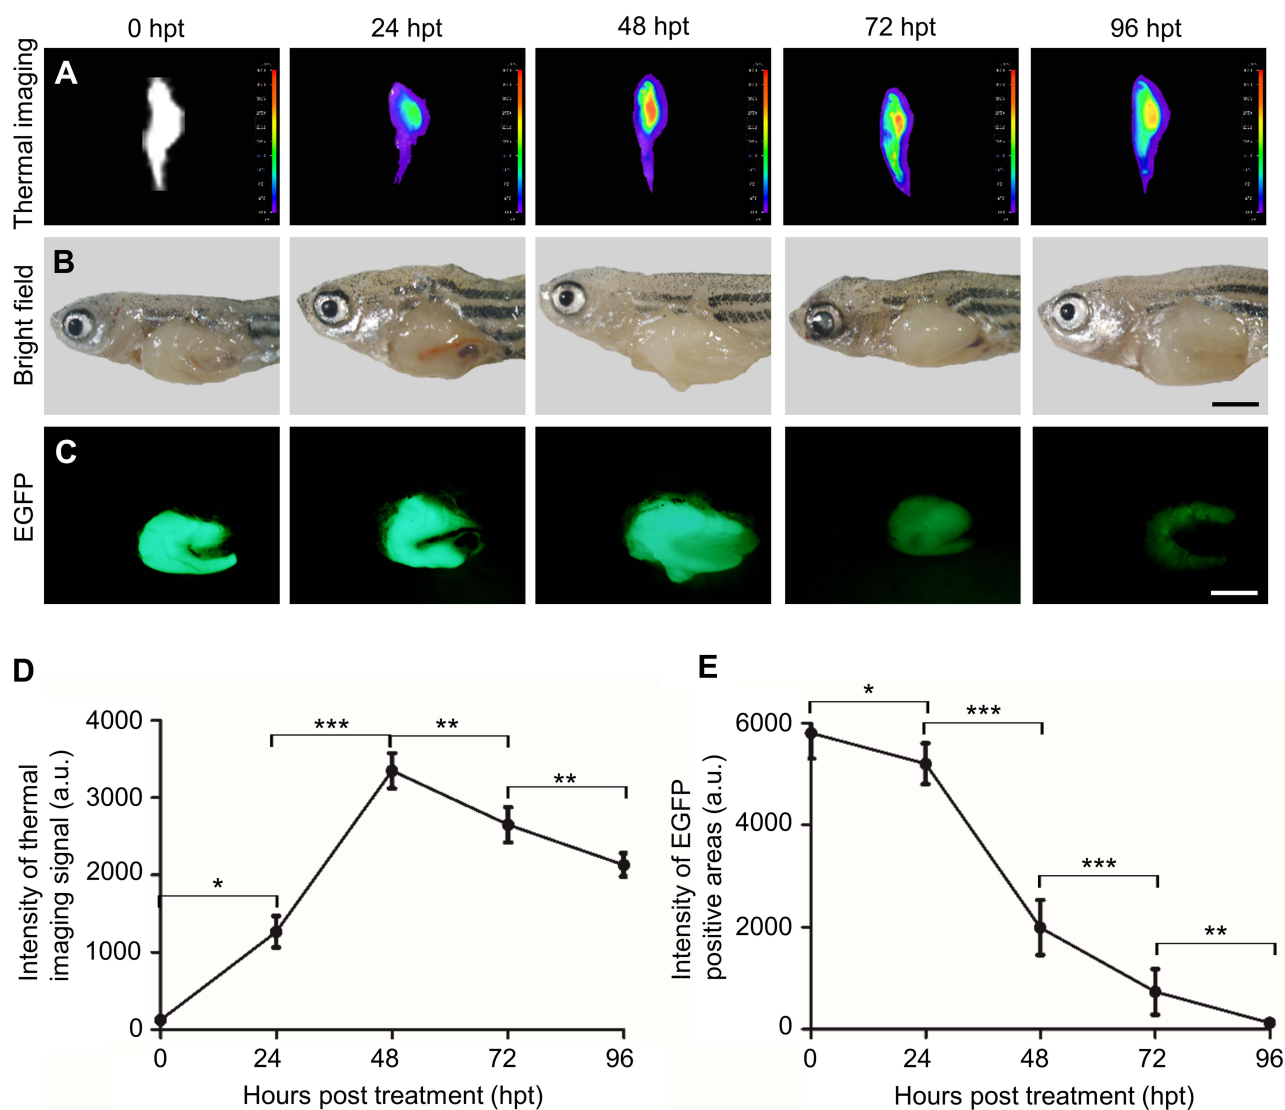 0 hpt 24 hpt 48 hpt 72 hpt 96 hpt
Thermal imaging
A
Bright field
B
EGFP
C
D
Intensity of thermal
imaging signal (a.u.)
4000
3000
2000
1000
0
*
***
**
**
0 24 48 72 96
Hours post treatment (hpt)
E
Intensity of EGFP
positive areas (a.u.)
6000
4000
2000
0
*
***
***
**
0 24 48 72 96
Hours post treatment (hpt)